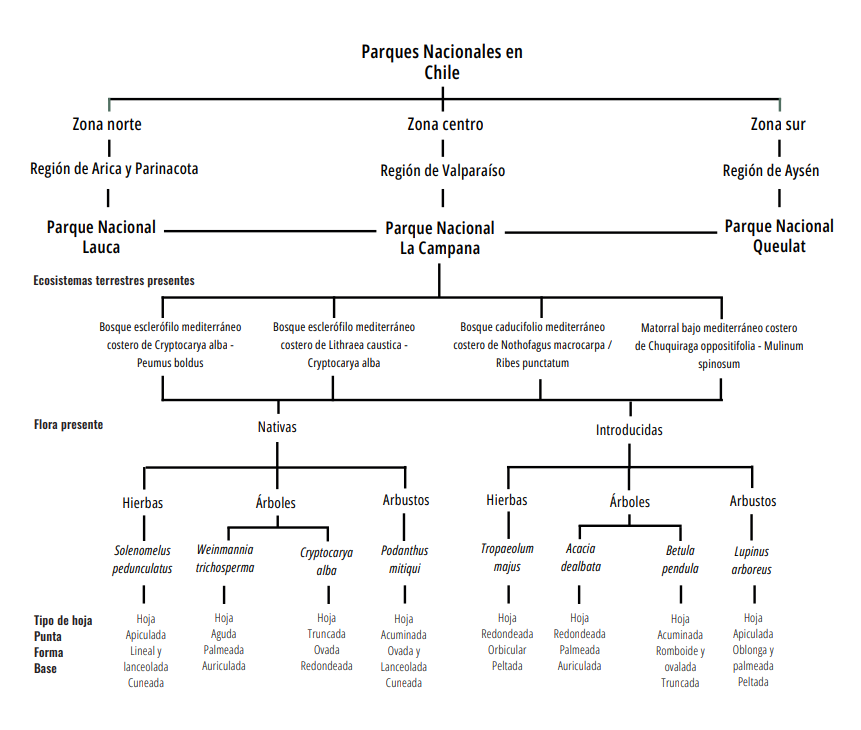 Parques Nacionales en
Chile
Zona norte
Zona centro
Zona sur
Región de Arica y Parinacota
Región de Valparaíso
Región de Aysén
Parque Nacional
Lauca
Parque Nacional
La Campana
Parque Nacional
Queulat
Ecosistemas terrestres presentes
Bosque esclerófilo mediterráneo
costero de Cryptocarya alba -
Peumus boldus
Bosque esclerófilo mediterráneo
costero de Lithraea caustica -
Cryptocarya alba
Bosque caducifolio mediterráneo
costero de Nothofagus macrocarpa /
Ribes punctatum
Matorral bajo mediterráneo costero
de Chuquiraga oppositifolia - Mulinum
spinosum
Flora presente
Nativas
Introducidas
Hierbas
Árboles
Arbustos
Hierbas
Árboles
Arbustos
Solenomelus
pedunculatus
Weinmannia
trichosperma
Cryptocarya
alba
Podanthus
mitiqui
Tropaeolum
majus
Acacia
dealbata
Betula
pendula
Lupinus
arboreus
Tipo de hoja
Punta
Forma
Base
Hoja
Apiculada
Lineal y
lanceolada
Cuneada
Hoja
Aguda
Palmeada
Auriculada
Hoja
Truncada
Ovada
Redondeada
Hoja
Acuminada
Ovada y
Lanceolada
Cuneada
Hoja
Redondeada
Orbicular
Peltada
Hoja
Redondeada
Palmeada
Auriculada
Hoja
Acuminada
Romboide y
ovalada
Truncada
Hoja
Apiculada
Oblonga y
palmeada
Peltada